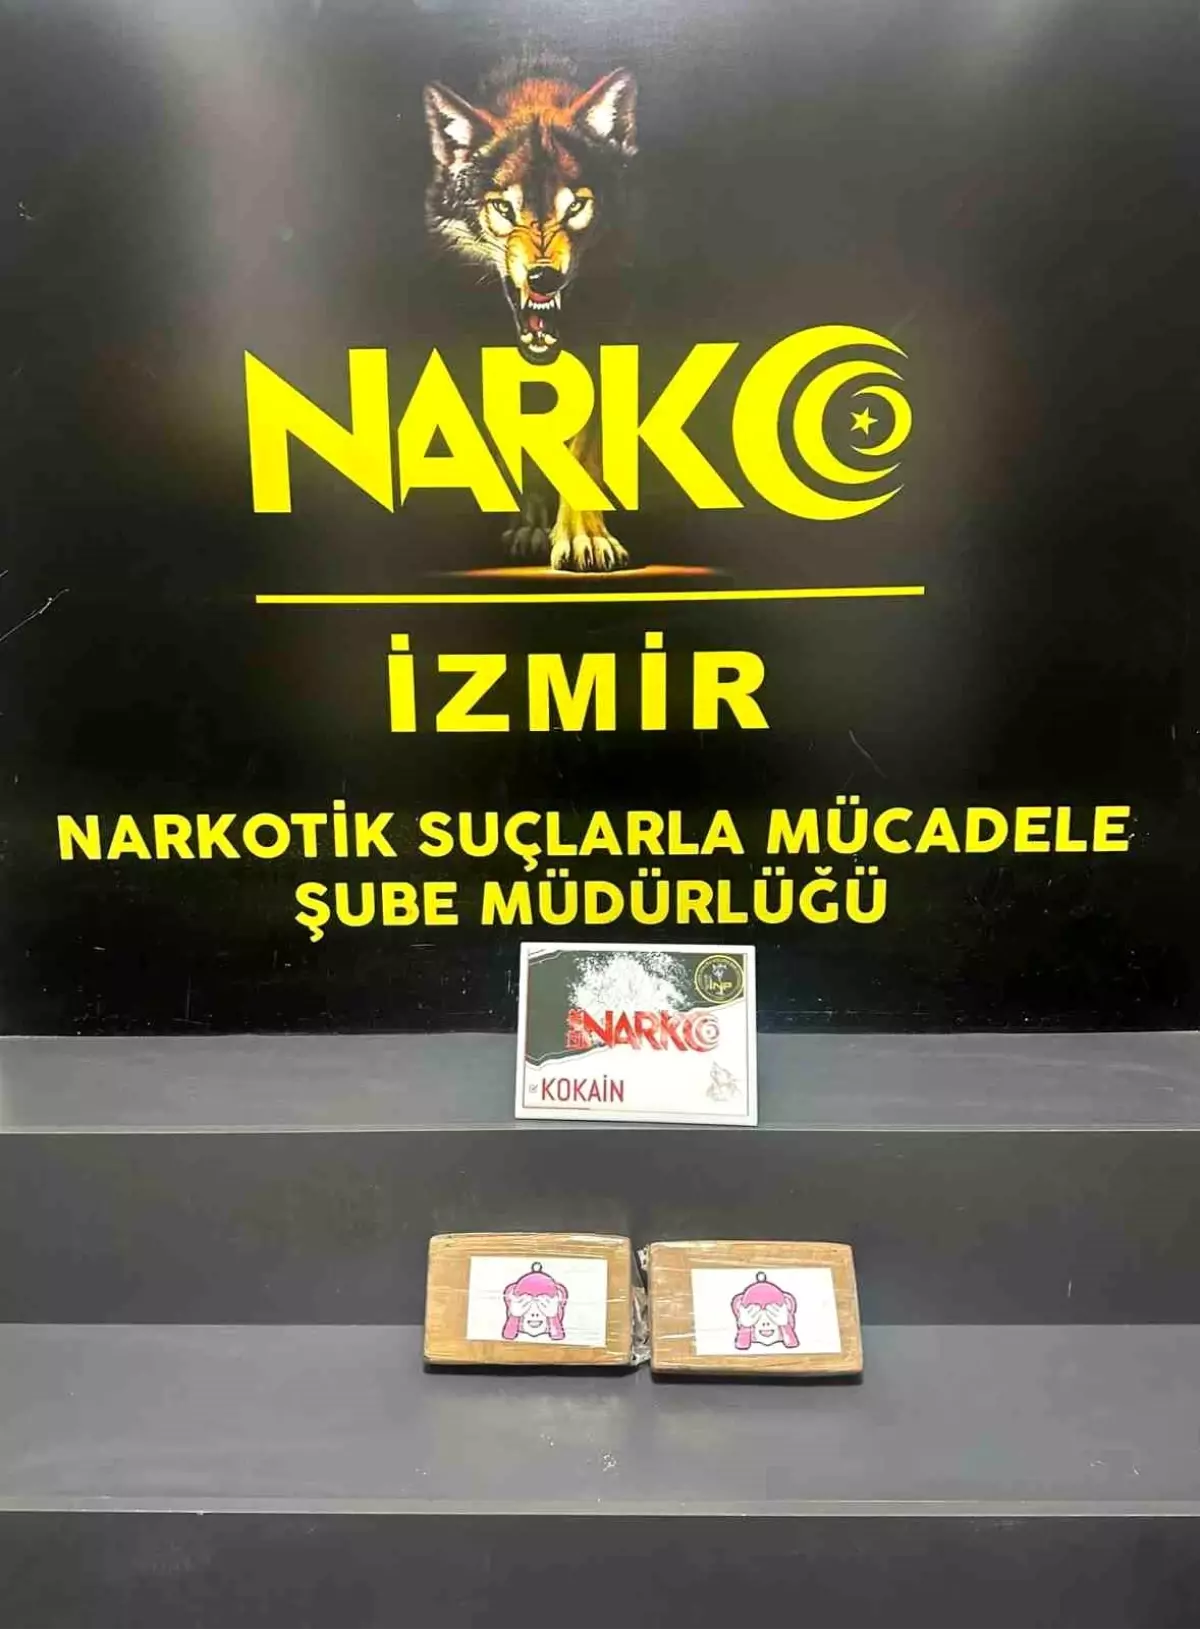 NARKO
İZMİR
NARKOTİK SUÇLARLA MÜCADELE
ŞUBE MÜDÜRLÜĞÜ
NARKO
KOKAİN